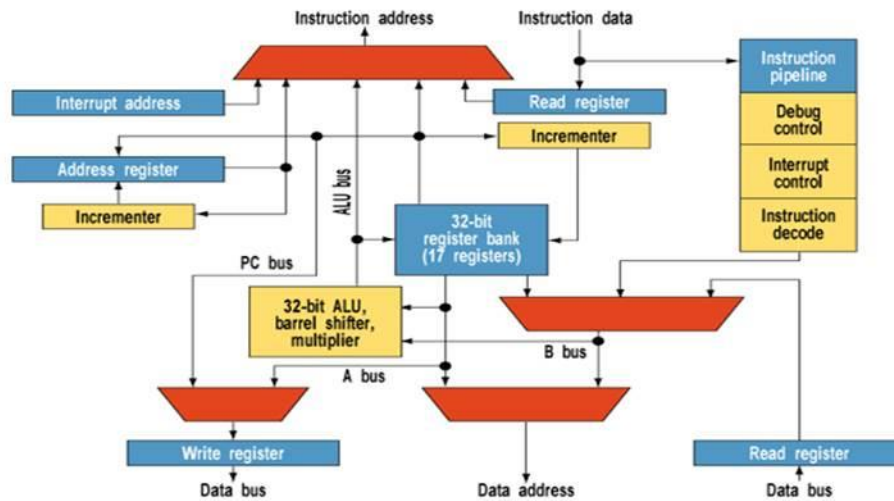 Instruction address
Instruction data
Interrupt address
Read register
Instruction
pipeline
Debug
control
Interrupt
control
Instruction
decode
Incrementer
Address register
Incrementer
ALU bus
32-bit
register bank
(17 registers)
PC bus
32-bit ALU,
barrel shifter,
multiplier
B bus
A bus
Write register
Read register
Data bus
Data address
Data bus